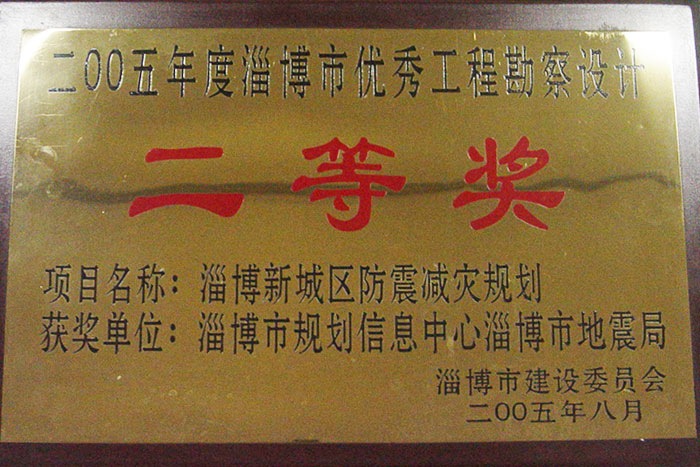 二00五年度淄博市优秀工程勘察设计
二等奖
项目名称：淄博新城区防震减灾规划
获奖单位：淄博市规划信息中心淄博市地震局
淄博市建设委员会
二00五年八月